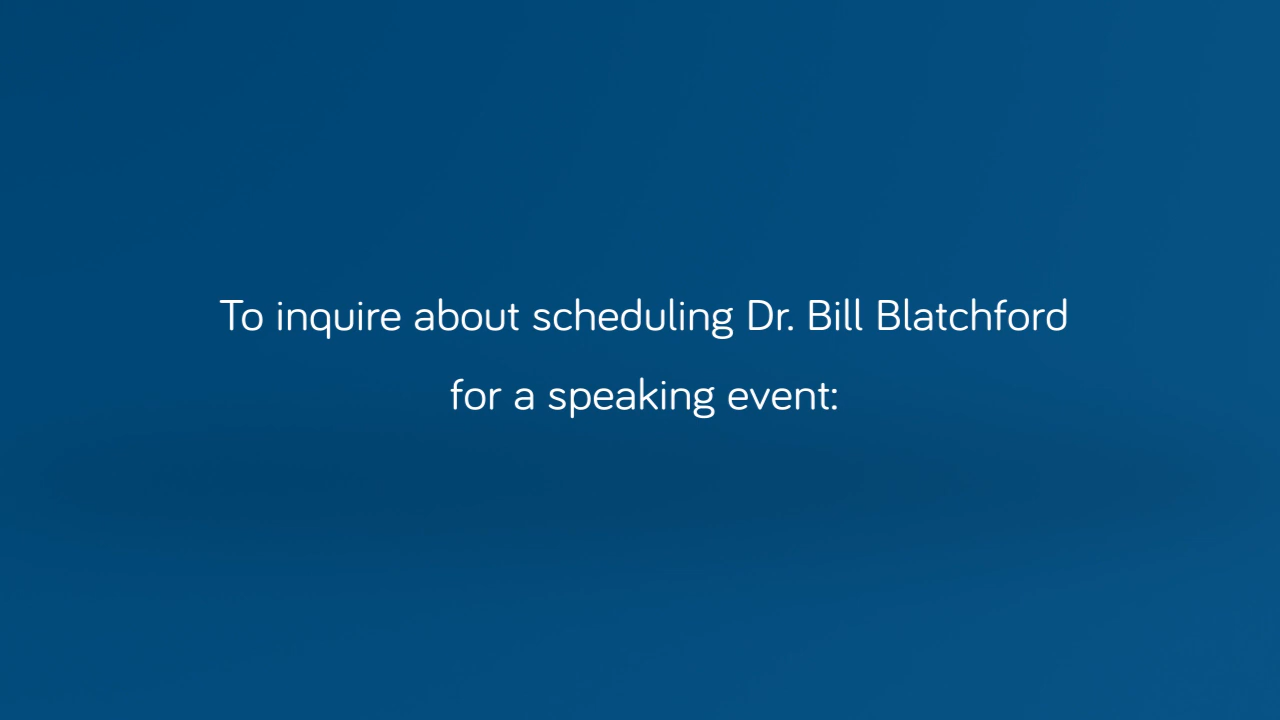 To inquire about scheduling Dr. Bill Blatchford
for a speaking event: